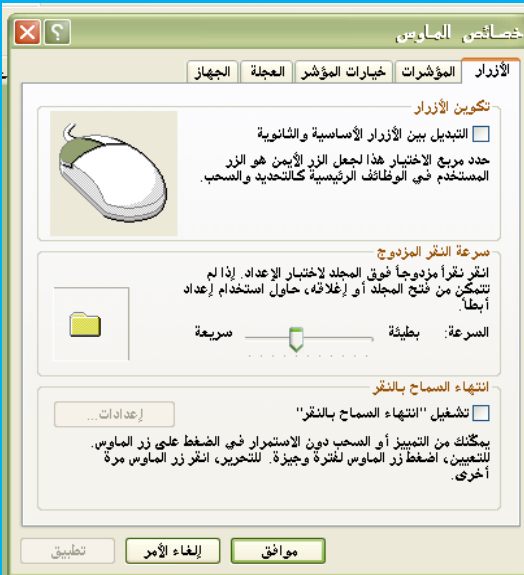 خصائص الماوس
الأزرار المؤشرات خيارات المؤشر العجلة الجهاز
تكوين الأزرار
التبديل بين الأزرار الأساسية والثانوية
حدد مربع الاختيار هذا لجعل الزر الأيمن هو الزر
المستخدم في الوظائف الرئيسية كالتحديد والسحب.
سرعة النقر المزدوج
انقر نقراً مزدوجاً فوق المجلد لاختبار الإعداد. إذا لم
تتمكن من فتح المجلد أو إغلاقه، حاول استخدام إعداد
أبطأ.
السرعة: بطيئة سريعة
انتهاء السماح بالنقر
تشغيل "انتهاء السماح بالنقر" إعدادات...
يمكّنك من التمييز أو السحب دون الاستمرار في الضغط على زر الماوس.
للتعيين، اضغط زر الماوس لفترة وجيزة. للتحرير، انقر زر الماوس مرة
أخرى.
موافق إلغاء الأمر تطبيق